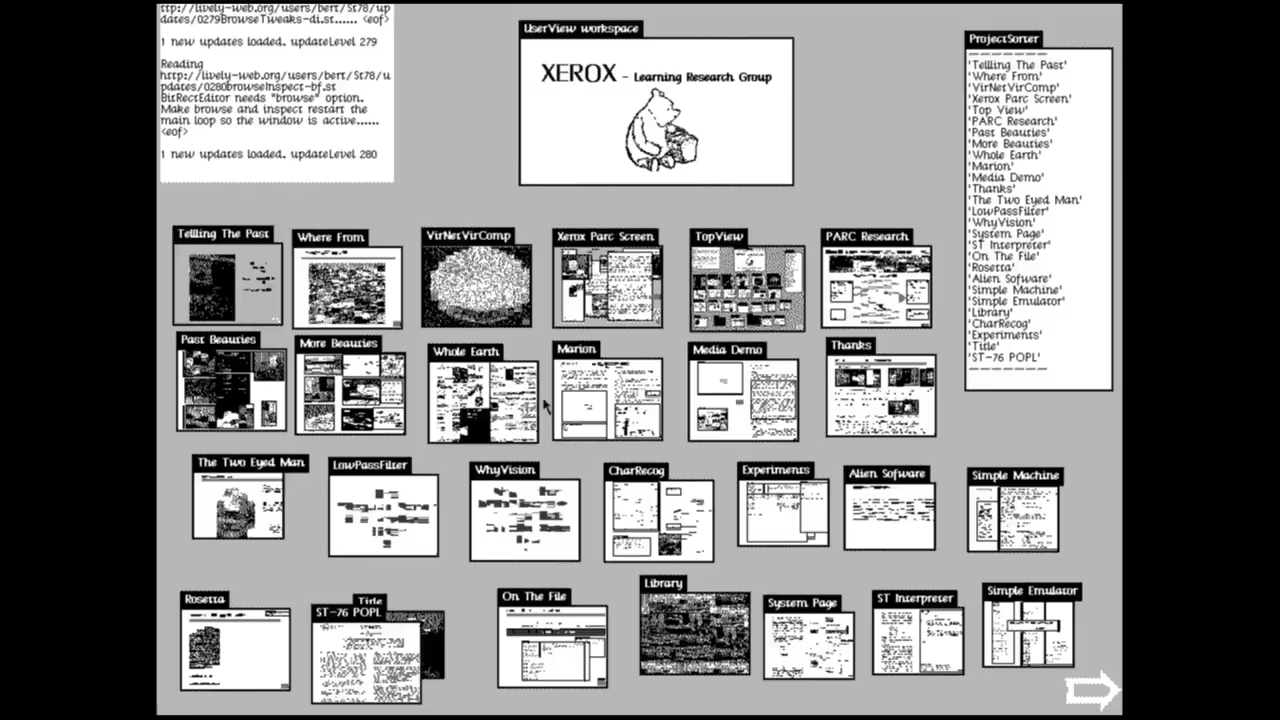 ttp://lively-web.org/users/bert/St78/up
dates/0279BrowseTweaks-di.st...... <eof>
1 new updates loaded. updateLevel 279
Reading
http://lively-web.org/users/bert/St78/u
pdates/0280browseInspect-bf.st
BitRectEditor needs "browse" option.
Make browse and inspect restart the
main loop so the window is active......
<eof>
1 new updates loaded. updateLevel 280
UserView workspace
XEROX - Learning Research Group
ProjectSorter
'Tellling The Past'
'Where From'
'VirNetVirComp'
'Xerox Parc Screen'
'Top View'
'PARC Research'
'Past Beauties'
'More Beauties'
'Whole Earth'
'Marion'
'Media Demo'
'Thanks'
'The Two Eyed Man'
'LowPassFilter'
'WhyVision'
'System Page'
'ST Interpreter'
'On The File'
'Rosetta'
'Alien Sofware'
'Simple Machine'
'Simple Emulator'
'Library'
'CharRecog'
'Experiments'
'Title'
'ST-76 POPL'
Tellling The Past
Where From
VirNetVirComp
Xerox Parc Screen
TopView
PARC Research
Past Beauties
More Beauties
Whole Earth
Marion
Media Demo
Thanks
The Two Eyed Man
LowPassFilter
WhyVision
CharRecog
Experiments
Alien Sofware
Simple Machine
Rosetta
Title
ST-76 POPL
On The File
Library
System Page
ST Interpreter
Simple Emulator